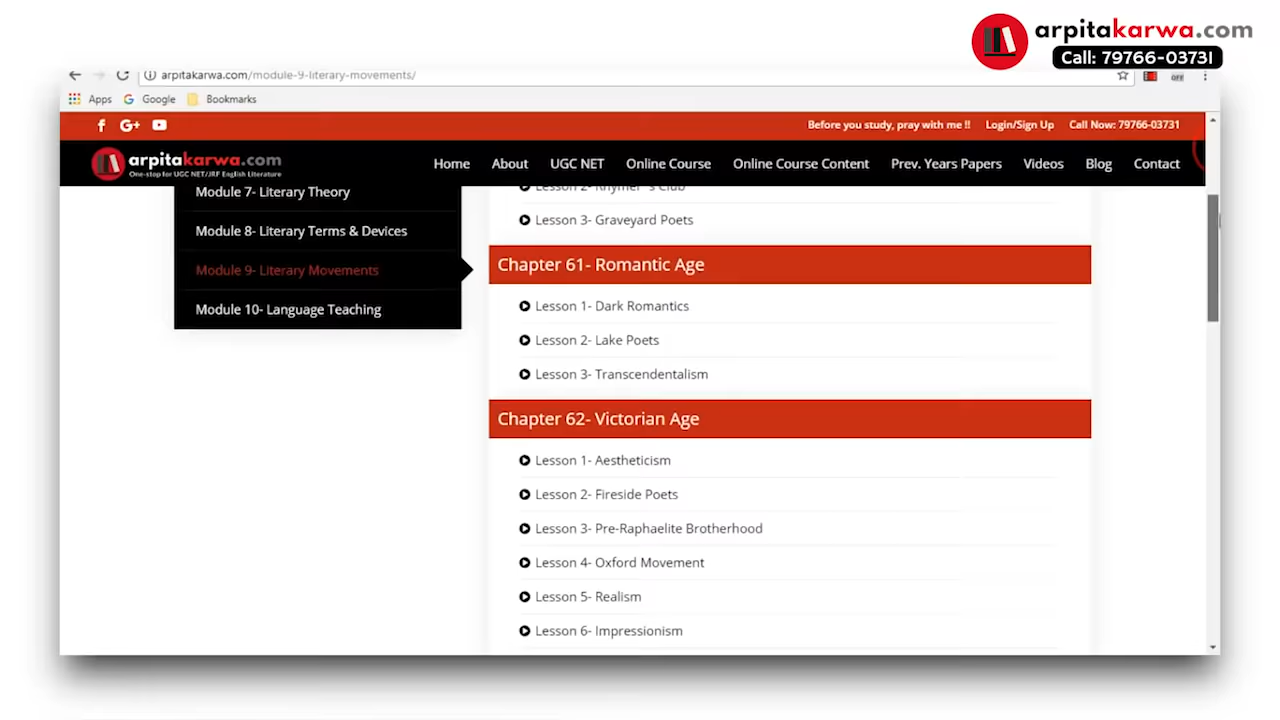 arpitakarwa.com
Call: 79766-03731
arpitakarwa.com/module-9-literary-movements/
OFF
Apps Google Bookmarks
f G+ Before you study, pray with me !! Login/Sign Up Call Now: 79766-03731
arpitakarwa.com
One-stop for UGC NET/JRF English Literature
Home About UGC NET Online Course Online Course Content Prev. Years Papers Videos Blog Contact
Module 7- Literary Theory
Module 8- Literary Terms & Devices
Module 9- Literary Movements
Module 10- Language Teaching
Lesson 2- Rhymer's Club
Lesson 3- Graveyard Poets
Chapter 61- Romantic Age
Lesson 1- Dark Romantics
Lesson 2- Lake Poets
Lesson 3- Transcendentalism
Chapter 62- Victorian Age
Lesson 1- Aestheticism
Lesson 2- Fireside Poets
Lesson 3- Pre-Raphaelite Brotherhood
Lesson 4- Oxford Movement
Lesson 5- Realism
Lesson 6- Impressionism